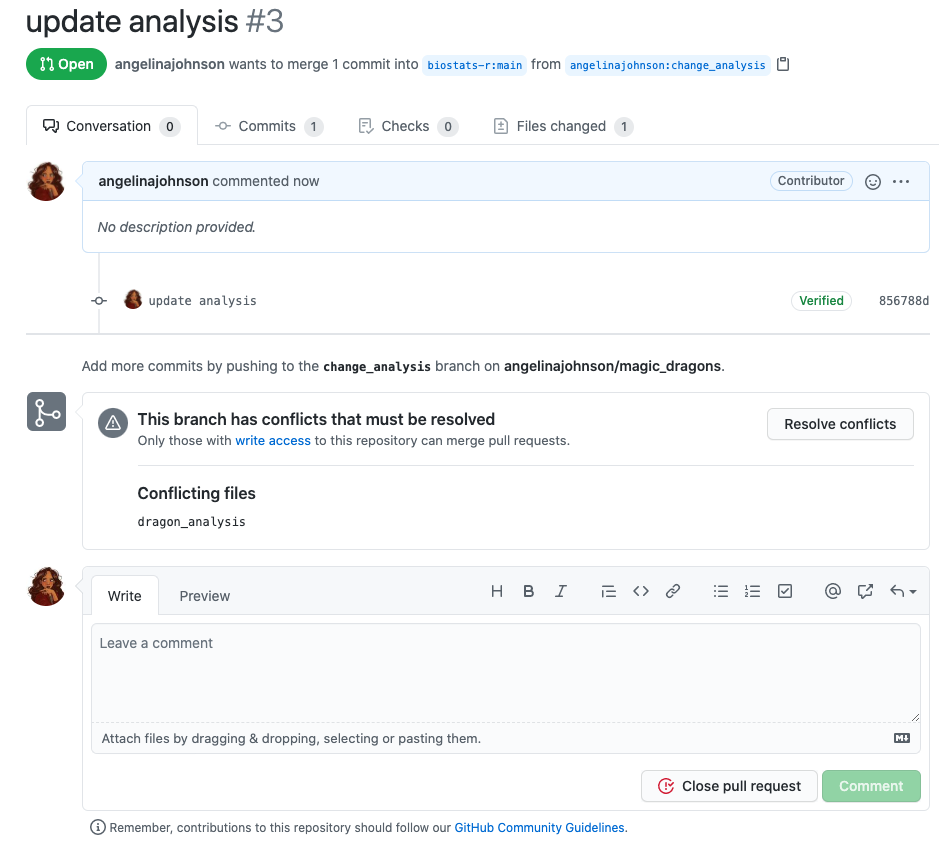 update analysis #3
Open angelinajohnson wants to merge 1 commit into biostats-r:main from angelinajohnson:change_analysis
Conversation 0 Commits 1 Checks 0 Files changed 1
angelinajohnson commented now Contributor
No description provided.
update analysis Verified 856788d
Add more commits by pushing to the change_analysis branch on angelinajohnson/magic_dragons.
This branch has conflicts that must be resolved
Resolve conflicts
Only those with write access to this repository can merge pull requests.
Conflicting files
dragon_analysis
Write Preview
Leave a comment
Attach files by dragging & dropping, selecting or pasting them.
Close pull request Comment
Remember, contributions to this repository should follow our GitHub Community Guidelines.